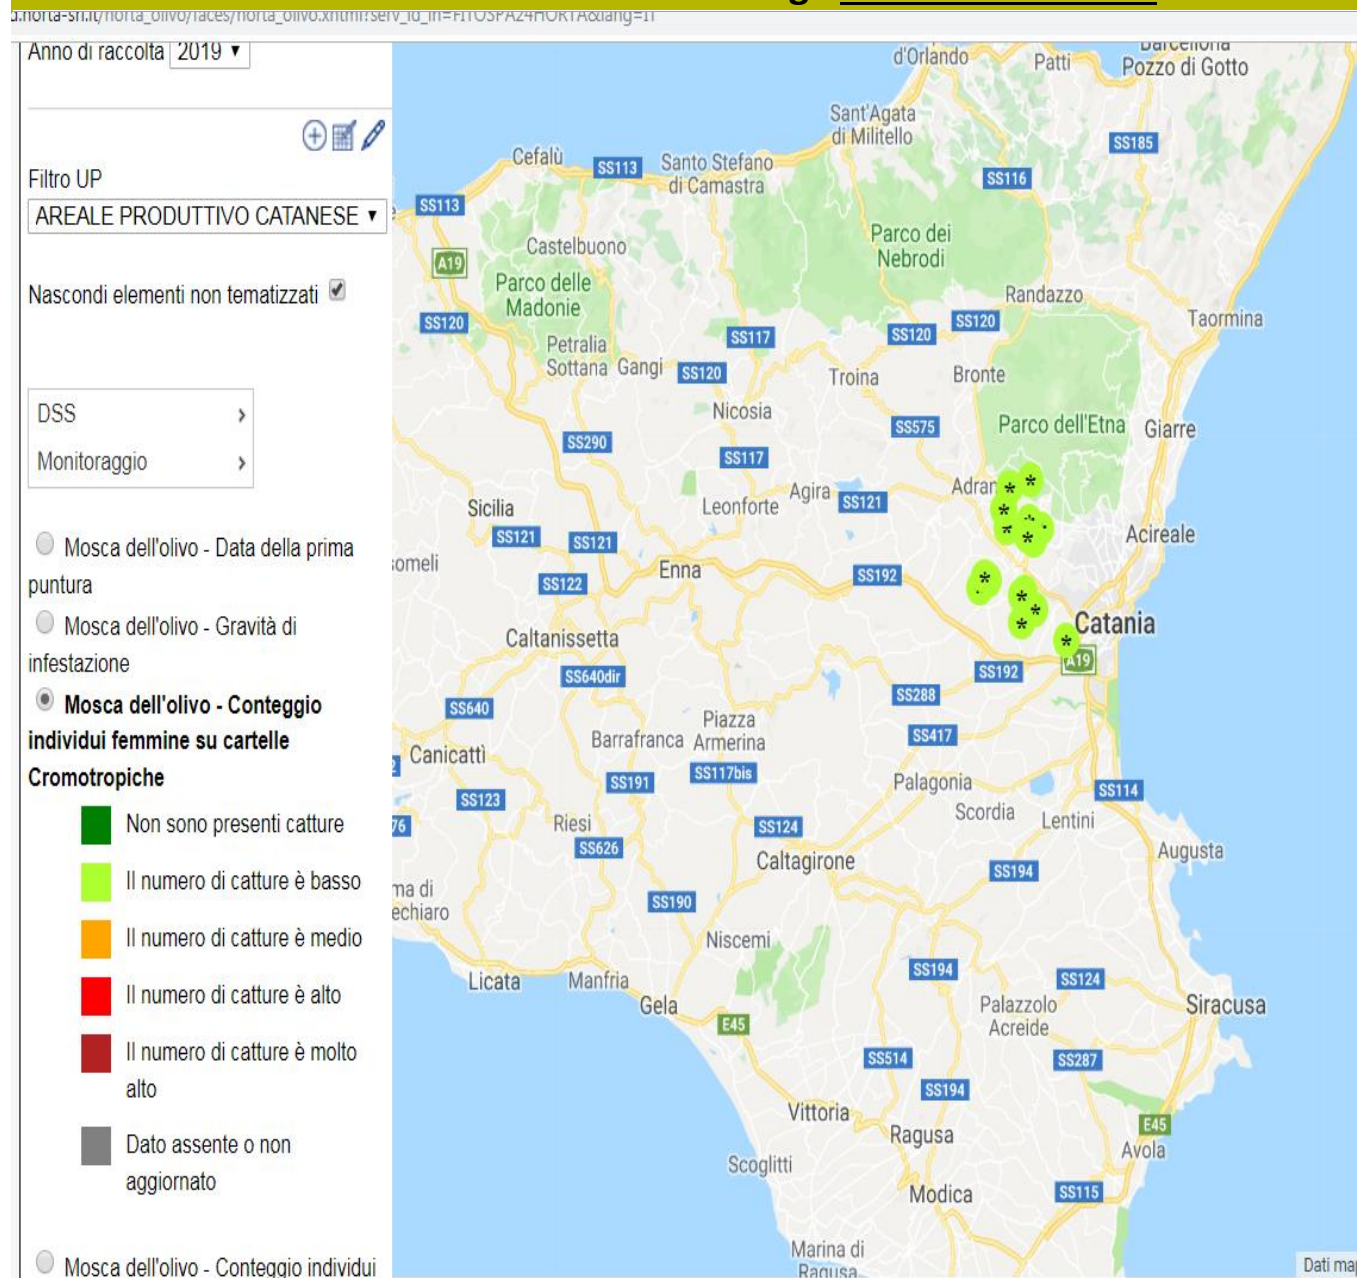 Anno di raccolta 2019
Filtro UP
AREALE PRODUTTIVO CATANESE
Nascondi elementi non tematizzati
DSS
Monitoraggio
Mosca dell'olivo - Data della prima
puntura
Mosca dell'olivo - Gravità di
infestazione
Mosca dell'olivo - Conteggio
individui femmine su cartelle
Cromotropiche
Non sono presenti catture
Il numero di catture è basso
Il numero di catture è medio
Il numero di catture è alto
Il numero di catture è molto
alto
Dato assente o non
aggiornato
Mosca dell'olivo - Conteggio individui
d'Orlando
Patti
Barcellona
Pozzo di Gotto
Sant'Agata
di Militello
SS185
Cefalù
SS113
Santo Stefano
di Camastra
SS116
SS113
Castelbuono
Parco dei
Nebrodi
A19
Parco delle
Madonie
Randazzo
Taormina
SS120
SS117
SS120
SS120
Petralia
Sottana
Gangi
SS120
Troina
Bronte
Nicosia
SS575
Parco dell'Etna
Giarre
SS290
SS117
Agira
SS121
Sicilia
Leonforte
SS121
SS121
Acireale
Enna
SS122
SS192
Caltanissetta
Catania
A19
SS640dir
SS192
SS288
SS640
Piazza
Armerina
Barrafranca
SS417
Canicattì
SS117bis
SS191
Palagonia
SS114
SS123
Scordia
Lentini
76
Riesi
SS124
SS626
Caltagirone
Augusta
SS194
ma di
echiaro
SS190
Niscemi
SS194
SS124
Licata
Manfria
Gela
Palazzolo
Acreide
Siracusa
E45
SS514
SS287
SS194
Vittoria
Ragusa
E45
Avola
Scoglitti
Modica
SS115
Marina di
Ragusa
Dati ma